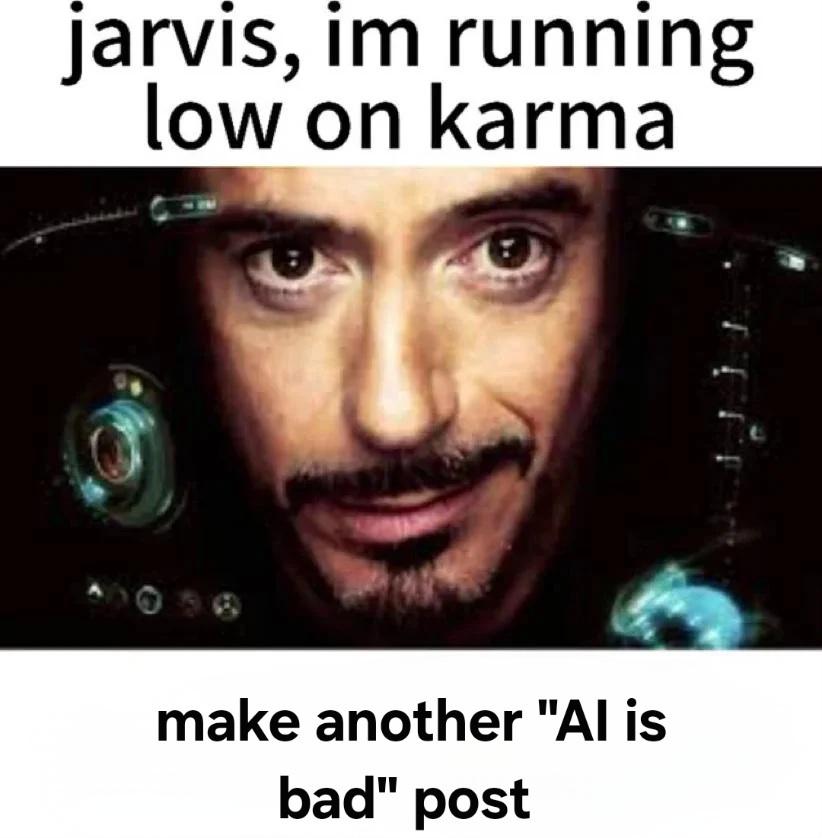 jarvis, im running
low on karma
make another "AI is
bad" post